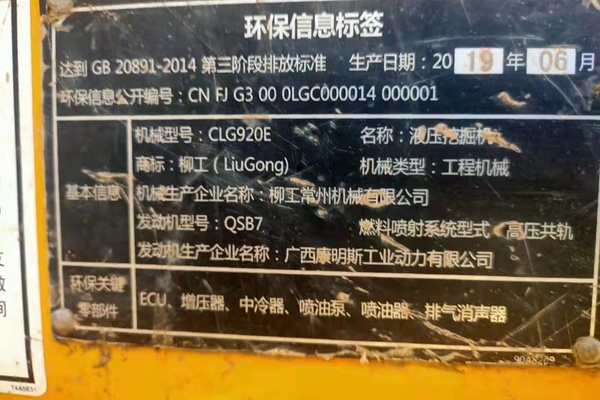 环保信息标签
达到 GB 20891-2014 第三阶段排放标准 生产日期：2019 年 06 月
环保信息公开编号：CN FJ G3 00 0LGC000014 000001
机械型号：CLG920E 名称：液压挖掘机
商标：柳工（LiuGong） 机械类型：工程机械
基本信息
机械生产企业名称：柳工常州机械有限公司
发动机型号：QSB7 燃料喷射系统型式：高压共轨
发动机生产企业名称：广西康明斯工业动力有限公司
环保关键
零部件
ECU、增压器、中冷器、喷油泵、喷油器、排气消声器